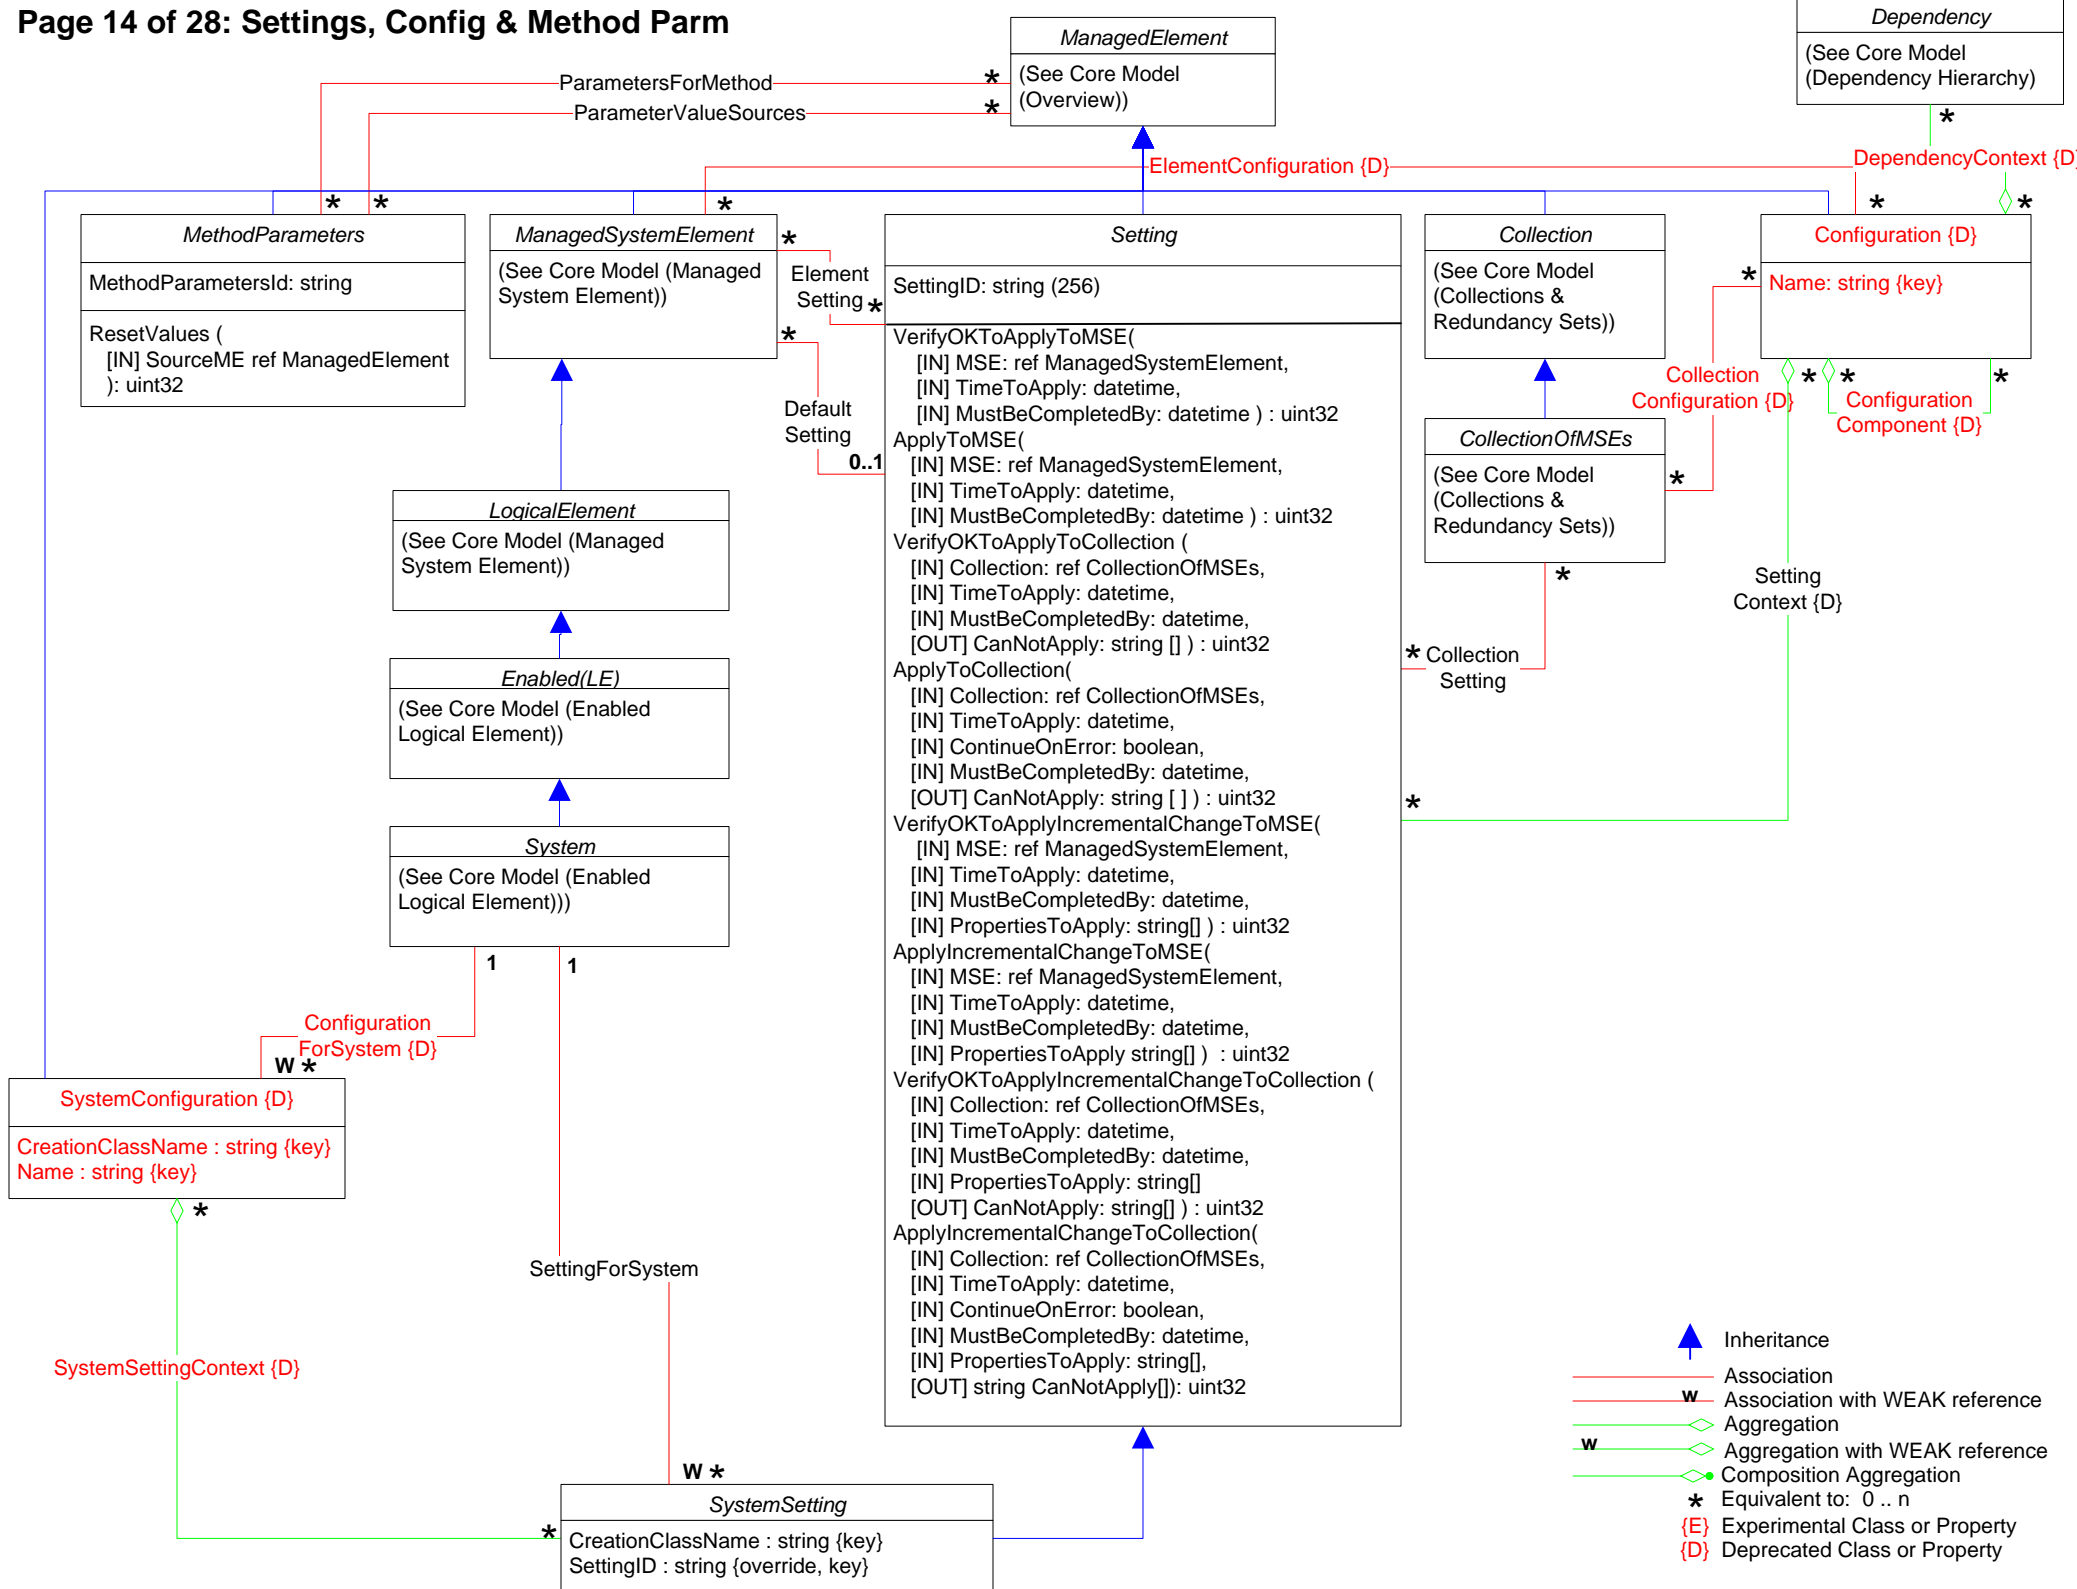 Page 14 of 28: Settings, Config & Method Parm
ManagedElement
(See Core Model
(Overview))
Dependency
(See Core Model
(Dependency Hierarchy)
*
ParametersForMethod
*
ParameterValueSources
*
ElementConfiguration {D}
DependencyContext {D}
*
*
*
*
*
MethodParameters
MethodParametersId: string
ResetValues (
[IN] SourceME ref ManagedElement
): uint32
ManagedSystemElement
(See Core Model (Managed
System Element))
*
Element
Setting
*
*
Default
Setting
0..1
Setting
SettingID: string (256)
VerifyOKToApplyToMSE(
[IN] MSE: ref ManagedSystemElement,
[IN] TimeToApply: datetime,
[IN] MustBeCompletedBy: datetime ) : uint32
ApplyToMSE(
[IN] MSE: ref ManagedSystemElement,
[IN] TimeToApply: datetime,
[IN] MustBeCompletedBy: datetime ) : uint32
VerifyOKToApplyToCollection (
[IN] Collection: ref CollectionOfMSEs,
[IN] TimeToApply: datetime,
[IN] MustBeCompletedBy: datetime,
[OUT] CanNotApply: string [] ) : uint32
ApplyToCollection(
[IN] Collection: ref CollectionOfMSEs,
[IN] TimeToApply: datetime,
[IN] ContinueOnError: boolean,
[IN] MustBeCompletedBy: datetime,
[OUT] CanNotApply: string [ ] ) : uint32
VerifyOKToApplyIncrementalChangeToMSE(
[IN] MSE: ref ManagedSystemElement,
[IN] TimeToApply: datetime,
[IN] MustBeCompletedBy: datetime,
[IN] PropertiesToApply: string[] ) : uint32
ApplyIncrementalChangeToMSE(
[IN] MSE: ref ManagedSystemElement,
[IN] TimeToApply: datetime,
[IN] MustBeCompletedBy: datetime,
[IN] PropertiesToApply string[] )  : uint32
VerifyOKToApplyIncrementalChangeToCollection (
[IN] Collection: ref CollectionOfMSEs,
[IN] TimeToApply: datetime,
[IN] MustBeCompletedBy: datetime,
[IN] PropertiesToApply: string[]
[OUT] CanNotApply: string[] ) : uint32
ApplyIncrementalChangeToCollection(
[IN] Collection: ref CollectionOfMSEs,
[IN] TimeToApply: datetime,
[IN] ContinueOnError: boolean,
[IN] MustBeCompletedBy: datetime,
[IN] PropertiesToApply: string[],
[OUT] string CanNotApply[]): uint32
Collection
(See Core Model
(Collections &
Redundancy Sets))
Configuration {D}
Name: string {key}
*
Collection
Configuration {D}
*
* *
Configuration
Component {D}
*
CollectionOfMSEs
(See Core Model
(Collections &
Redundancy Sets))
*
* Collection
Setting
Setting
Context {D}
*
LogicalElement
(See Core Model (Managed
System Element))
Enabled(LE)
(See Core Model (Enabled
Logical Element))
System
(See Core Model (Enabled
Logical Element)))
1
1
Configuration
ForSystem {D}
W *
SystemConfiguration {D}
CreationClassName : string {key}
Name : string {key}
*
SettingForSystem
SystemSettingContext {D}
W *
*
SystemSetting
CreationClassName : string {key}
SettingID : string {override, key}
Inheritance
Association
w Association with WEAK reference
Aggregation
w Aggregation with WEAK reference
Composition Aggregation
* Equivalent to:  0 .. n
{E} Experimental Class or Property
{D} Deprecated Class or Property